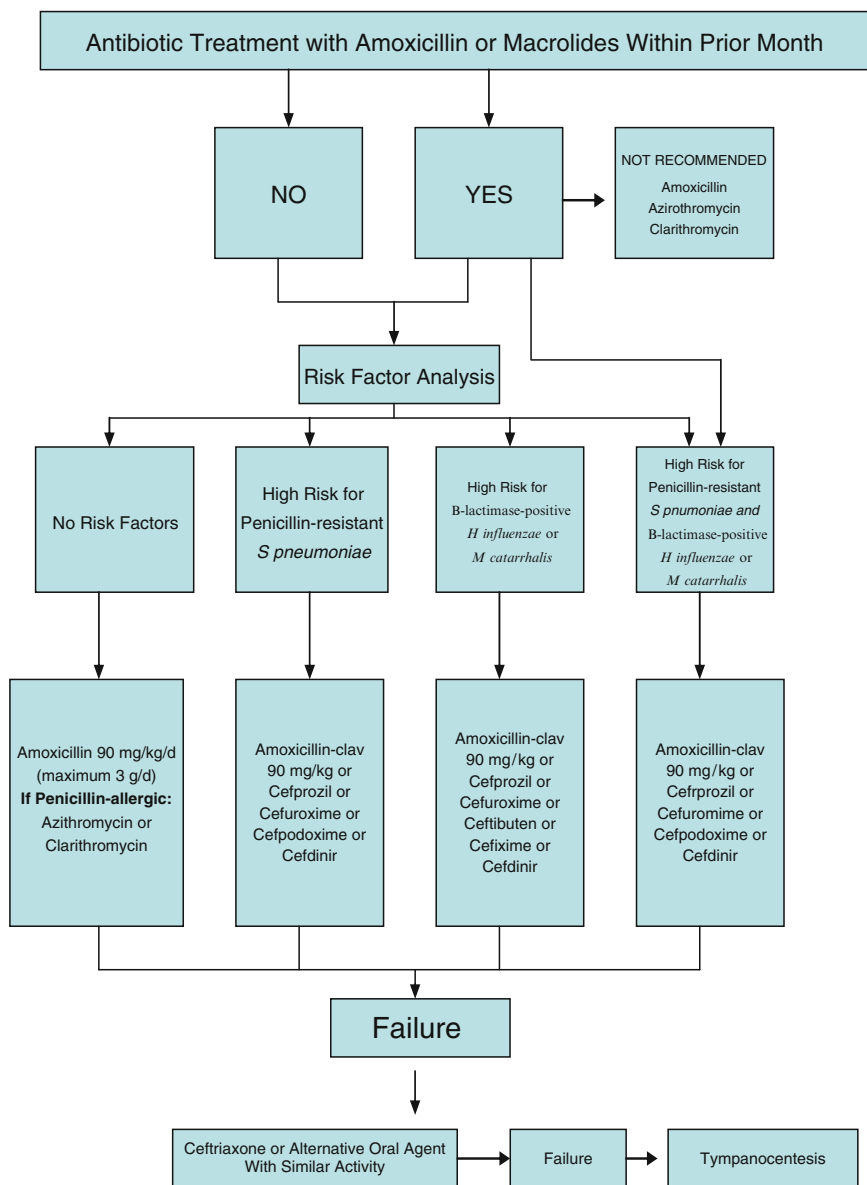 Antibiotic Treatment with Amoxicillin or Macrolides Within Prior Month
NO
YES
NOT RECOMMENDED
Amoxicillin
Azirothromycin
Clarithromycin
Risk Factor Analysis
No Risk Factors
High Risk for
Penicillin-resistant
S pneumoniae
High Risk for
B-lactimase-positive
H influenzae or
M catarrhalis
High Risk for
Penicillin-resistant
S pnumoniae and
B-lactimase-positive
H influenzae or
M catarrhalis
Amoxicillin 90 mg/kg/d
(maximum 3 g/d)
If Penicillin-allergic:
Azithromycin or
Clarithromycin
Amoxicillin-clav
90 mg/kg or
Cefprozil or
Cefuroxime or
Cefpodoxime or
Cefdinir
Amoxicillin-clav
90 mg/kg or
Cefprozil or
Cefuroxime or
Ceftibuten or
Cefixime or
Cefdinir
Amoxicillin-clav
90 mg/kg or
Cefrprozil or
Cefuromime or
Cefpodoxime or
Cefdinir
Failure
Ceftriaxone or Alternative Oral Agent
With Similar Activity
Failure
Tympanocentesis